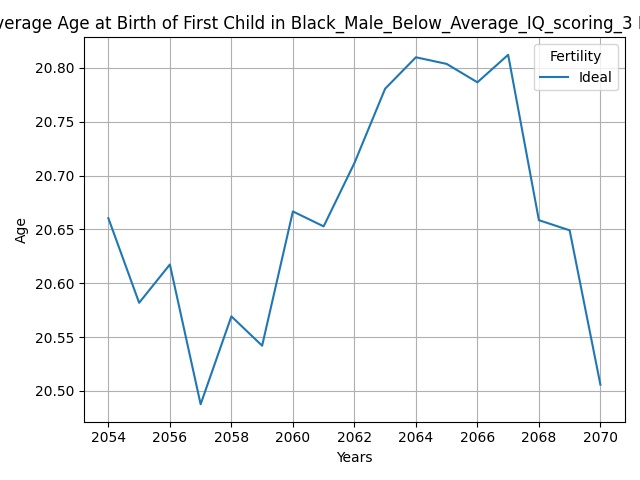 verage Age at Birth of First Child in Black_Male_Below_Average_IQ_scoring_3
Fertility
Ideal
20.80
20.75
20.70
20.65
20.60
20.55
20.50
Age
2054 2056 2058 2060 2062 2064 2066 2068 2070
Years